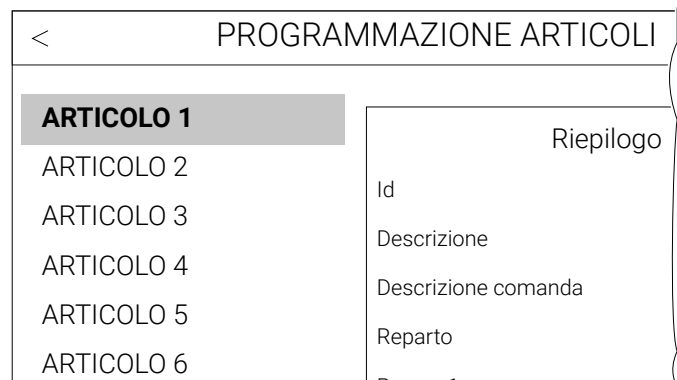 < PROGRAMMAZIONE ARTICOLI
ARTICOLO 1
ARTICOLO 2
ARTICOLO 3
ARTICOLO 4
ARTICOLO 5
ARTICOLO 6
Riepilogo
Id
Descrizione
Descrizione comanda
Reparto